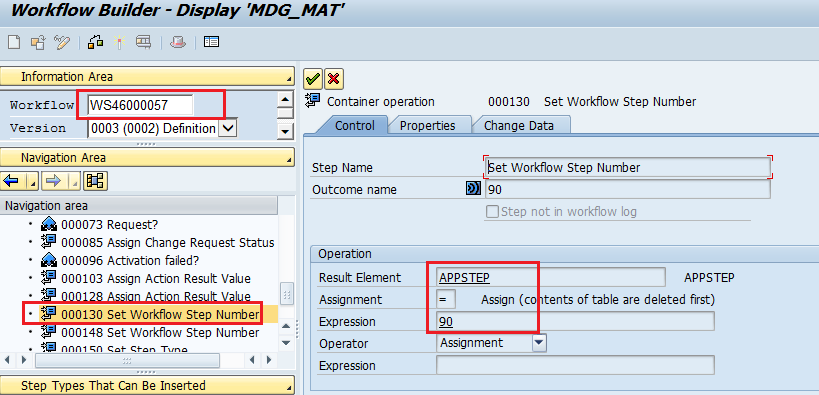 Workflow Builder - Display 'MDG_MAT'
Information Area
Workflow WS46000057
Version 0003 (0002) Definition
Navigation Area
Navigation area
000073 Request?
000085 Assign Change Request Status
000096 Activation failed?
000103 Assign Action Result Value
000128 Assign Action Result Value
000130 Set Workflow Step Number
000148 Set Workflow Step Number
000150 Set Step Type
Step Types That Can Be Inserted
Container operation 000130 Set Workflow Step Number
Control Properties Change Data
Step Name Set Workflow Step Number
Outcome name 90
Step not in workflow log
Operation
Result Element APPSTEP APPSTEP
Assignment = Assign (contents of table are deleted first)
Expression 90
Operator Assignment
Expression